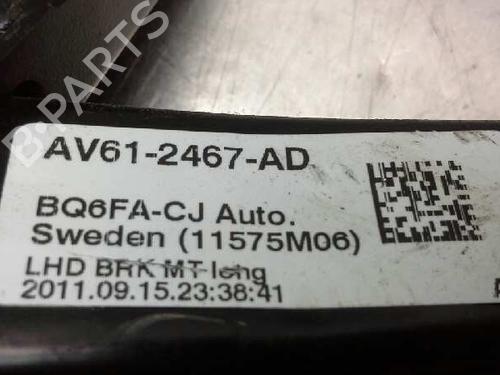 B-PARTS
AV61-2467-AD
BQ6FA-CJ Auto.
Sweden (11575M06)
LHD BRK MT long
2011.09.15.23:38:41